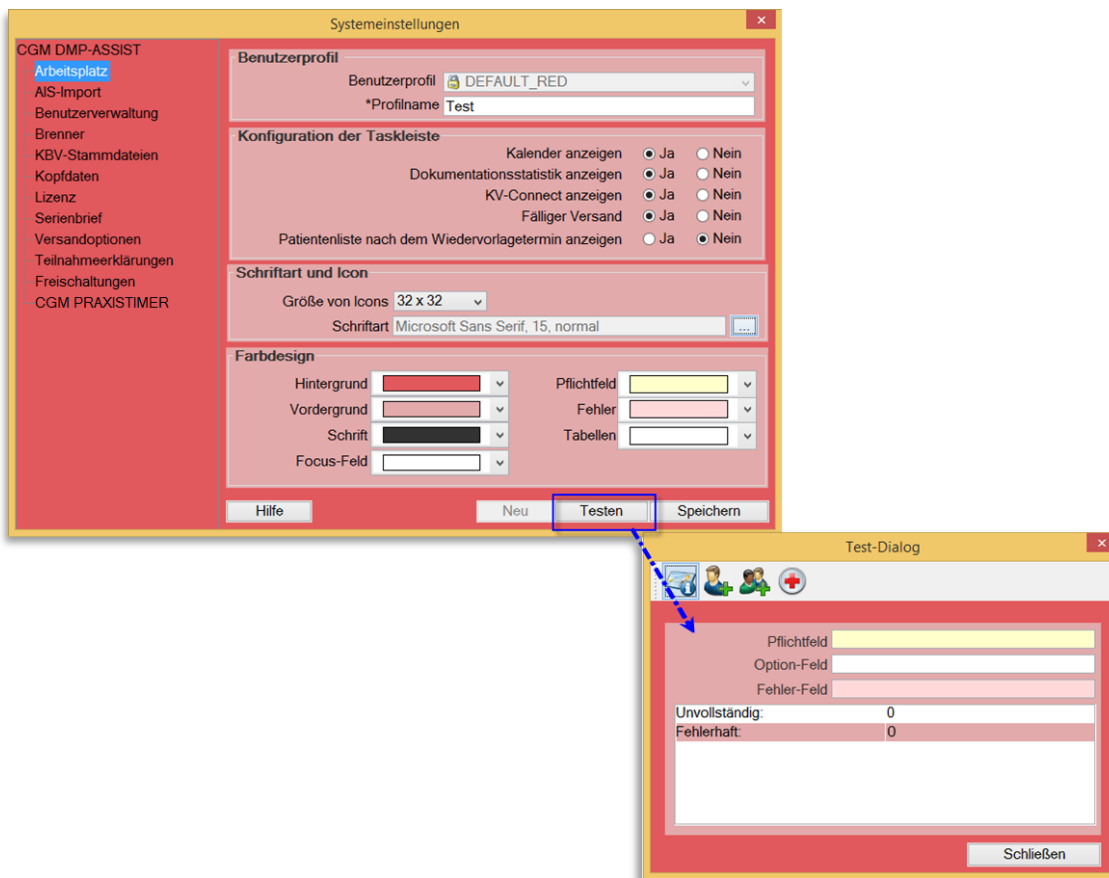 Systemeinstellungen
CGM DMP-ASSIST
Arbeitsplatz
AIS-Import
Benutzerverwaltung
Brenner
KBV-Stammdateien
Kopfdaten
Lizenz
Serienbrief
Versandoptionen
Teilnahmeerklärungen
Freischaltungen
CGM PRAXISTIMER
Benutzerprofil
Benutzerprofil DEFAULT_RED
*Profilname Test
Konfiguration der Taskleiste
Kalender anzeigen Ja Nein
Dokumentationsstatistik anzeigen Ja Nein
KV-Connect anzeigen Ja Nein
Fälliger Versand Ja Nein
Patientenliste nach dem Wiedervorlagetermin anzeigen Ja Nein
Schriftart und Icon
Größe von Icons 32 x 32
Schriftart Microsoft Sans Serif, 15, normal ...
Farbdesign
Hintergrund Pflichtfeld
Vordergrund Fehler
Schrift Tabellen
Focus-Feld
Hilfe Neu Testen Speichern
Test-Dialog
Pflichtfeld
Option-Feld
Fehler-Feld
Unvollständig: 0
Fehlerhaft: 0
Schließen